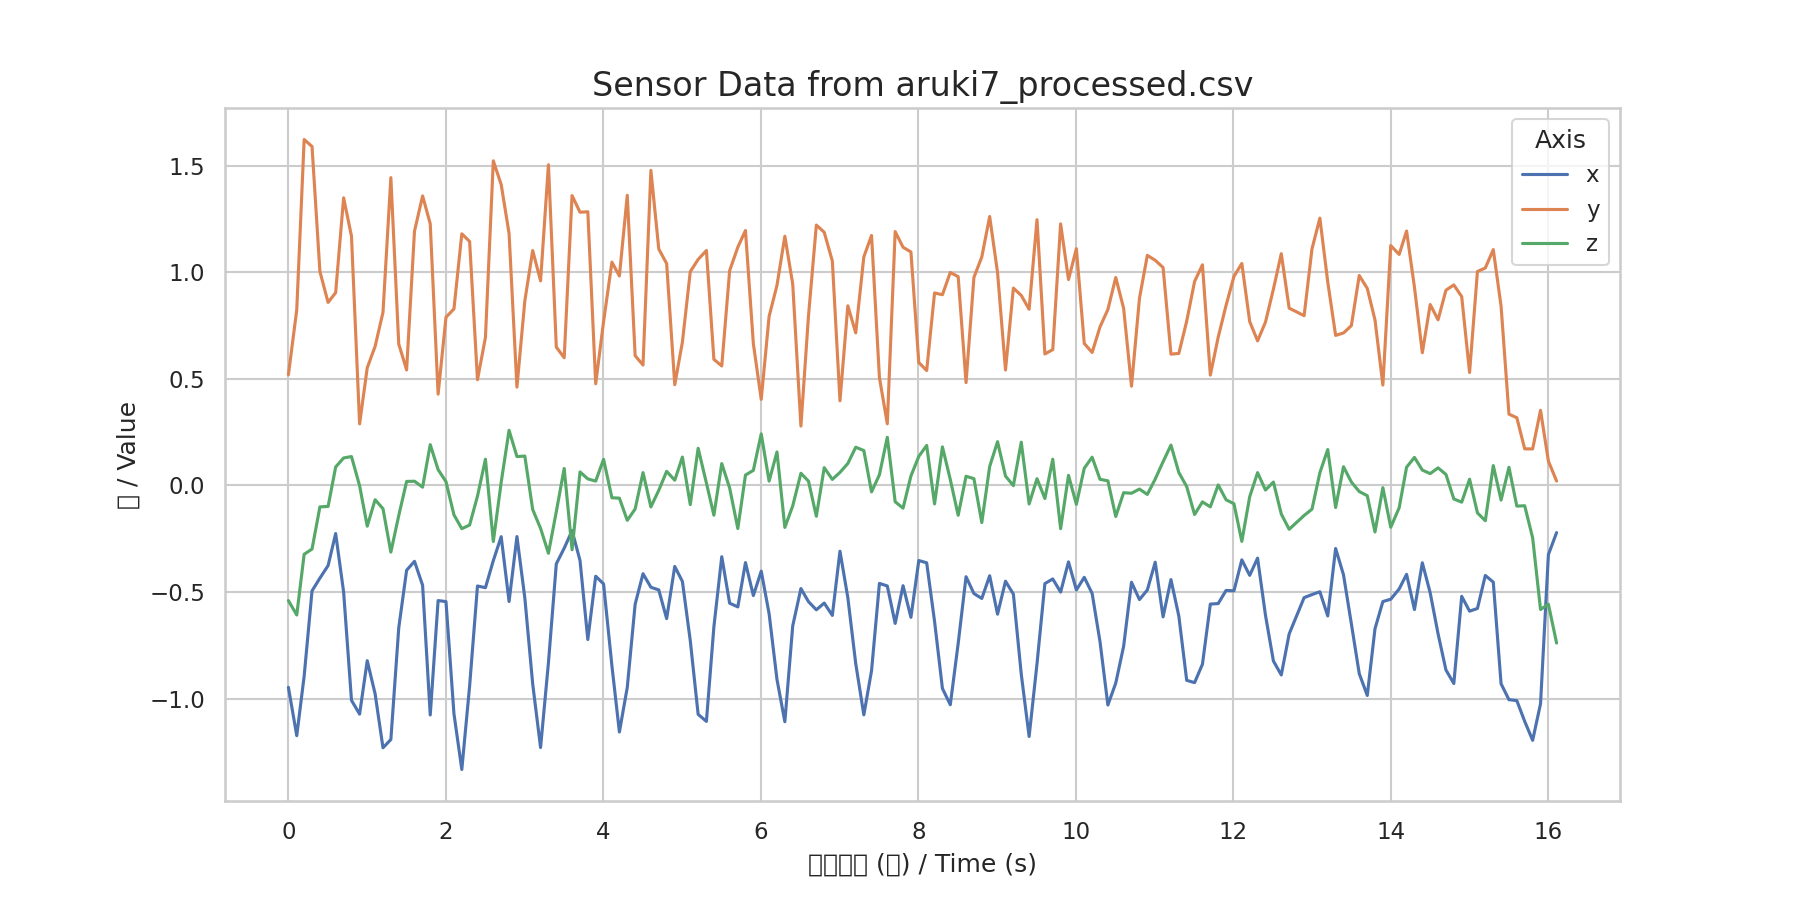 Sensor Data from aruki7_processed.csv
Axis
x
y
z
1.5
1.0
0.5
0.0
−0.5
−1.0
/ Value
0 2 4 6 8 10 12 14 16
( ) / Time (s)